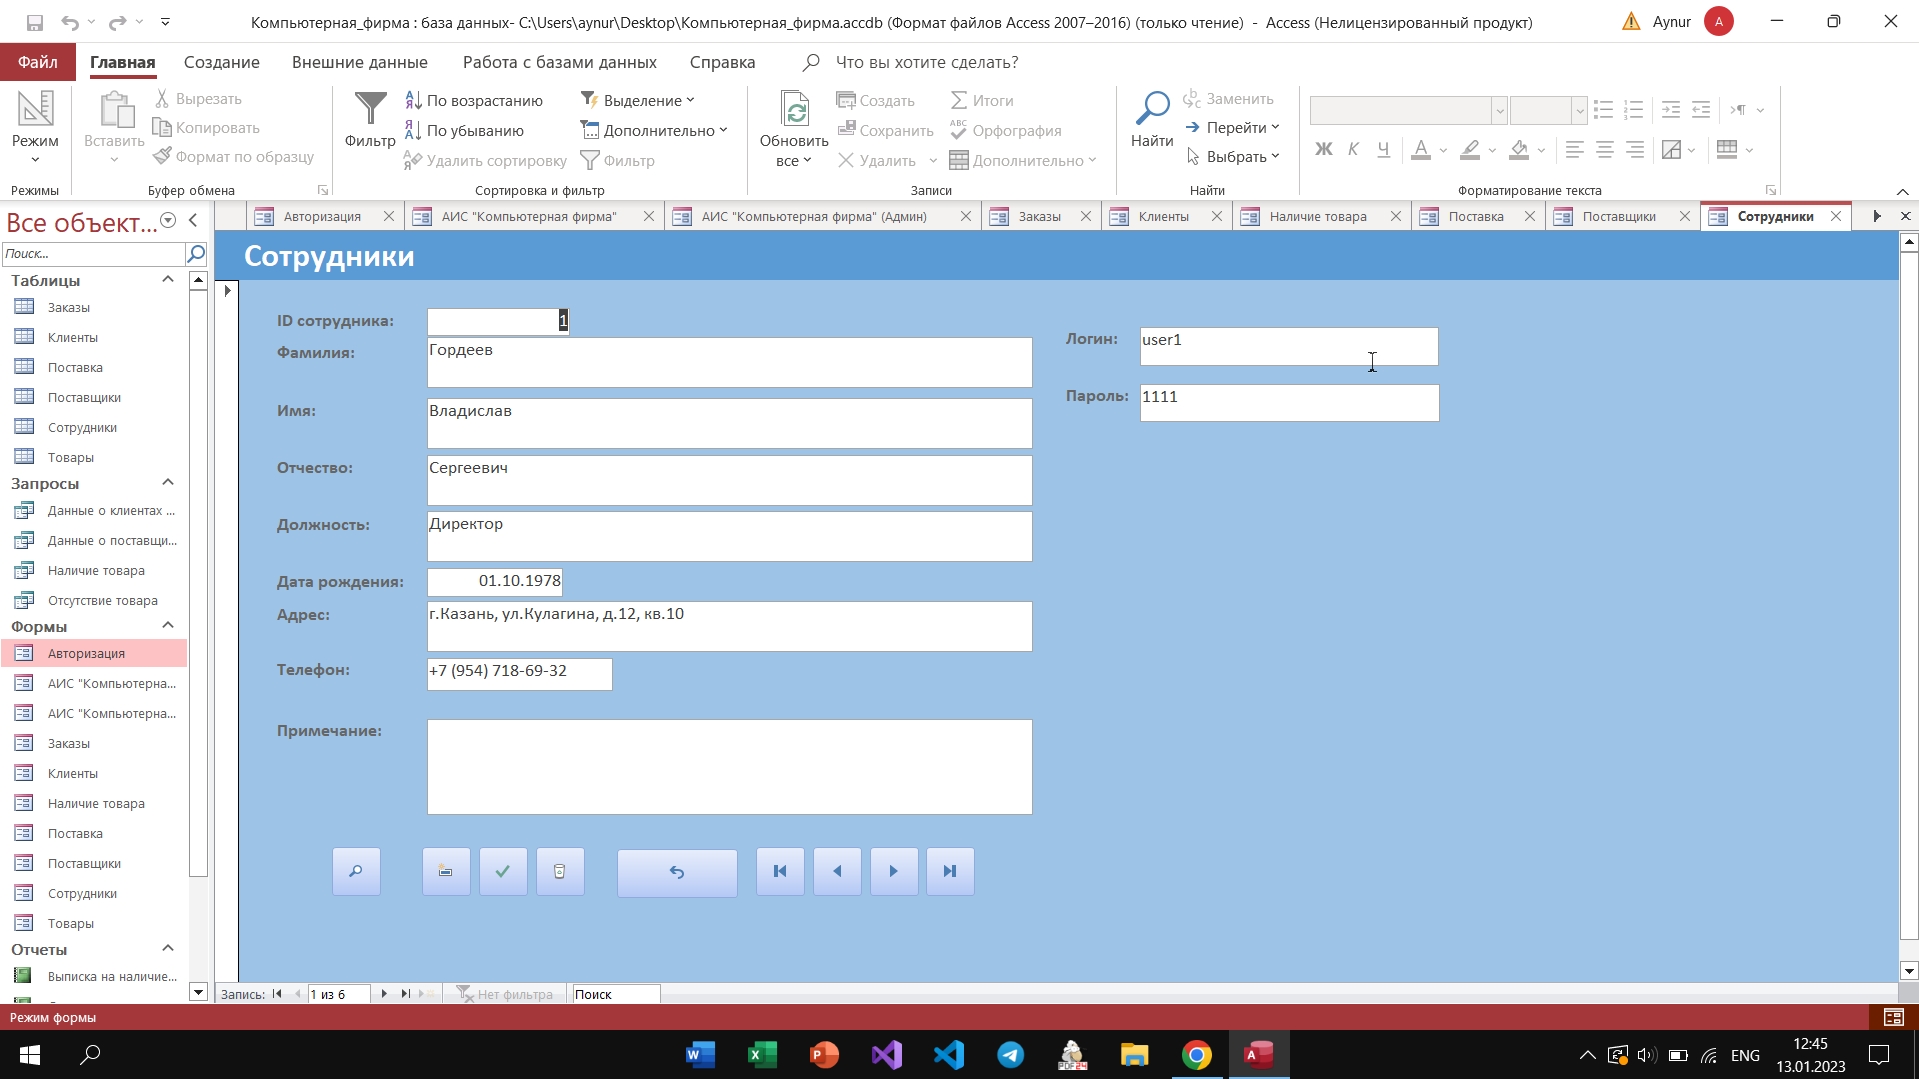 Компьютерная_фирма : база данных- C:\Users\aynur\Desktop\Компьютерная_фирма.accdb (Формат файлов Access 2007–2016) (только чтение) - Access (Нелицензированный продукт)
Aynur
A
Файл
Главная
Создание
Внешние данные
Работа с базами данных
Справка
Что вы хотите сделать?
Режим
Режимы
Вставить
Вырезать
Копировать
Формат по образцу
Буфер обмена
Фильтр
По возрастанию
По убыванию
Удалить сортировку
Выделение
Дополнительно
Фильтр
Сортировка и фильтр
Обновить
все
Создать
Сохранить
Удалить
Итоги
Орфография
Дополнительно
Записи
Найти
Заменить
Перейти
Выбрать
Найти
Ж К Ч А
Форматирование текста
Все объект...
Поиск...
Таблицы
Заказы
Клиенты
Поставка
Поставщики
Сотрудники
Товары
Запросы
Данные о клиентах ...
Данные о поставщи...
Наличие товара
Отсутствие товара
Формы
Авторизация
АИС "Компьютерна...
АИС "Компьютерна...
Заказы
Клиенты
Наличие товара
Поставка
Поставщики
Сотрудники
Товары
Отчеты
Выписка на наличие...
Авторизация
АИС "Компьютерная фирма"
АИС "Компьютерная фирма" (Админ)
Заказы
Клиенты
Наличие товара
Поставка
Поставщики
Сотрудники
Сотрудники
ID сотрудника: 1
Фамилия: Гордеев
Имя: Владислав
Отчество: Сергеевич
Должность: Директор
Дата рождения: 01.10.1978
Адрес: г.Казань, ул.Кулагина, д.12, кв.10
Телефон: +7 (954) 718-69-32
Примечание:
Логин: user1
Пароль: 1111
Запись: 1 из 6 Нет фильтра Поиск
Режим формы
ENG
12:45
13.01.2023